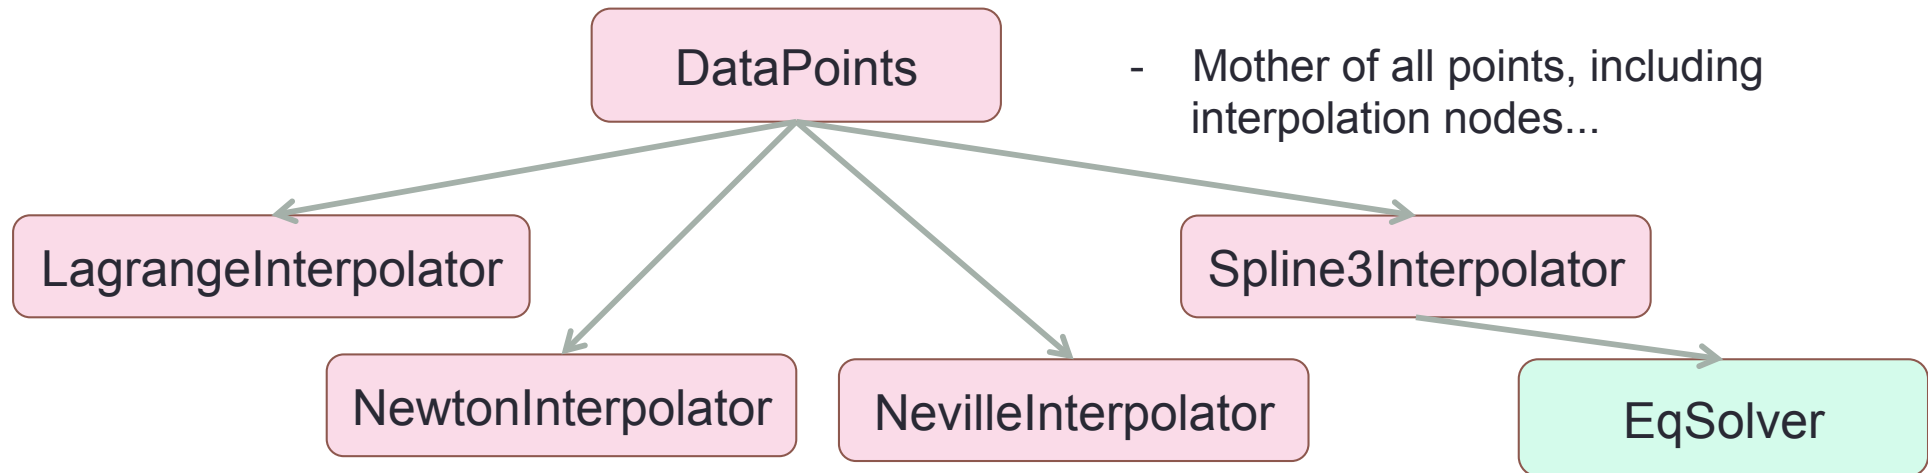 DataPoints
- Mother of all points, including
interpolation nodes...
LagrangeInterpolator
Spline3Interpolator
NewtonInterpolator
NevilleInterpolator
EqSolver